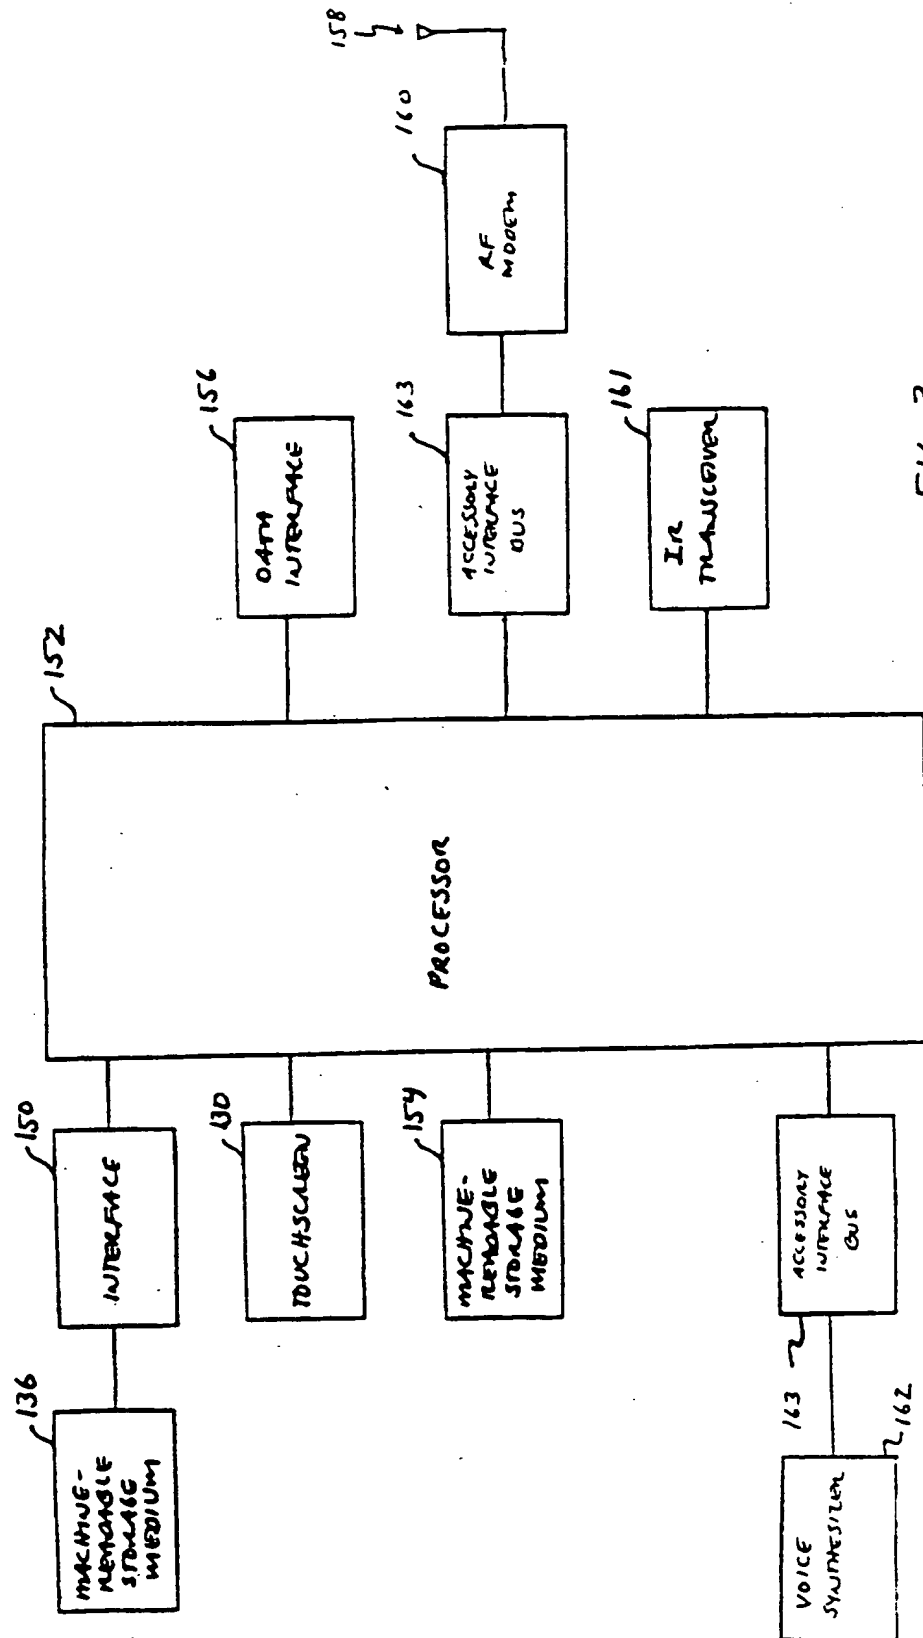 136
MACHINE-
READABLE
STORAGE
MEDIUM
150
INTERFACE
130
TOUCHSCREEN
154
MACHINE-
READABLE
STORAGE
MEDIUM
163
ACCESSORY
INTERFACE
BUS
162
VOICE
SYNTHESIZER
152
PROCESSOR
156
DATA
INTERFACE
163
ACCESSORY
INTERFACE
BUS
161
IR
TRANSCEIVER
160
RF
MODEM
158